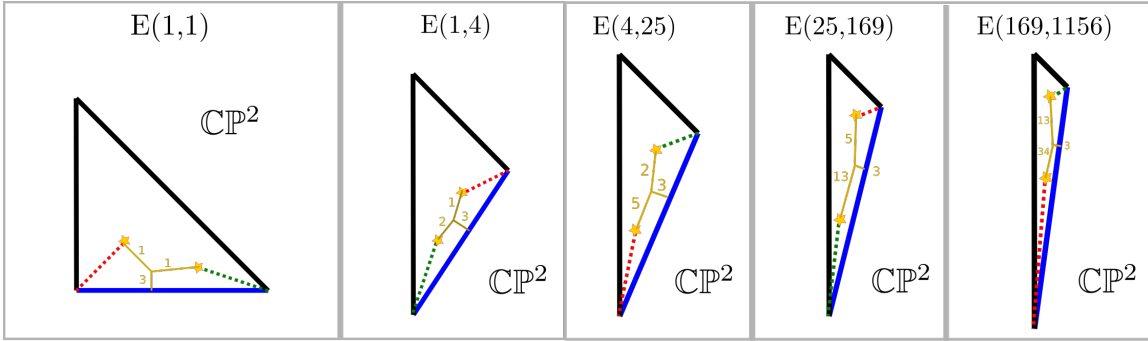 E(1,1)
ℂℙ²
1
1
3
E(1,4)
1
2
3
ℂℙ²
E(4,25)
2
3
5
ℂℙ²
E(25,169)
5
13
3
ℂℙ²
E(169,1156)
13
34
3
ℂℙ²